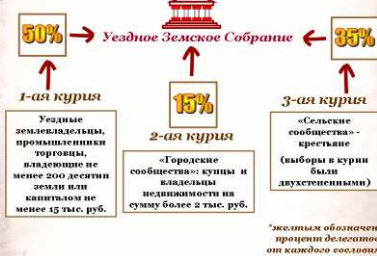 50%
Уездное Земское Собрание
35%
1-ая курия
15%
3-ая курия
2-ая курия
Уездные
землевладельцы,
промышленники
торговцы,
владеющие не
менее 200 десятин
земли или
капиталом не
менее 15 тыс. руб.
«Городские
сообщества»: купцы и
владельцы
недвижимости на
сумму более 2 тыс. руб.
«Сельские
сообщества» -
крестьяне
(выборы в курии
были
двухстепенными)
*желтым обозначен
процент делегатов
от каждого сословия